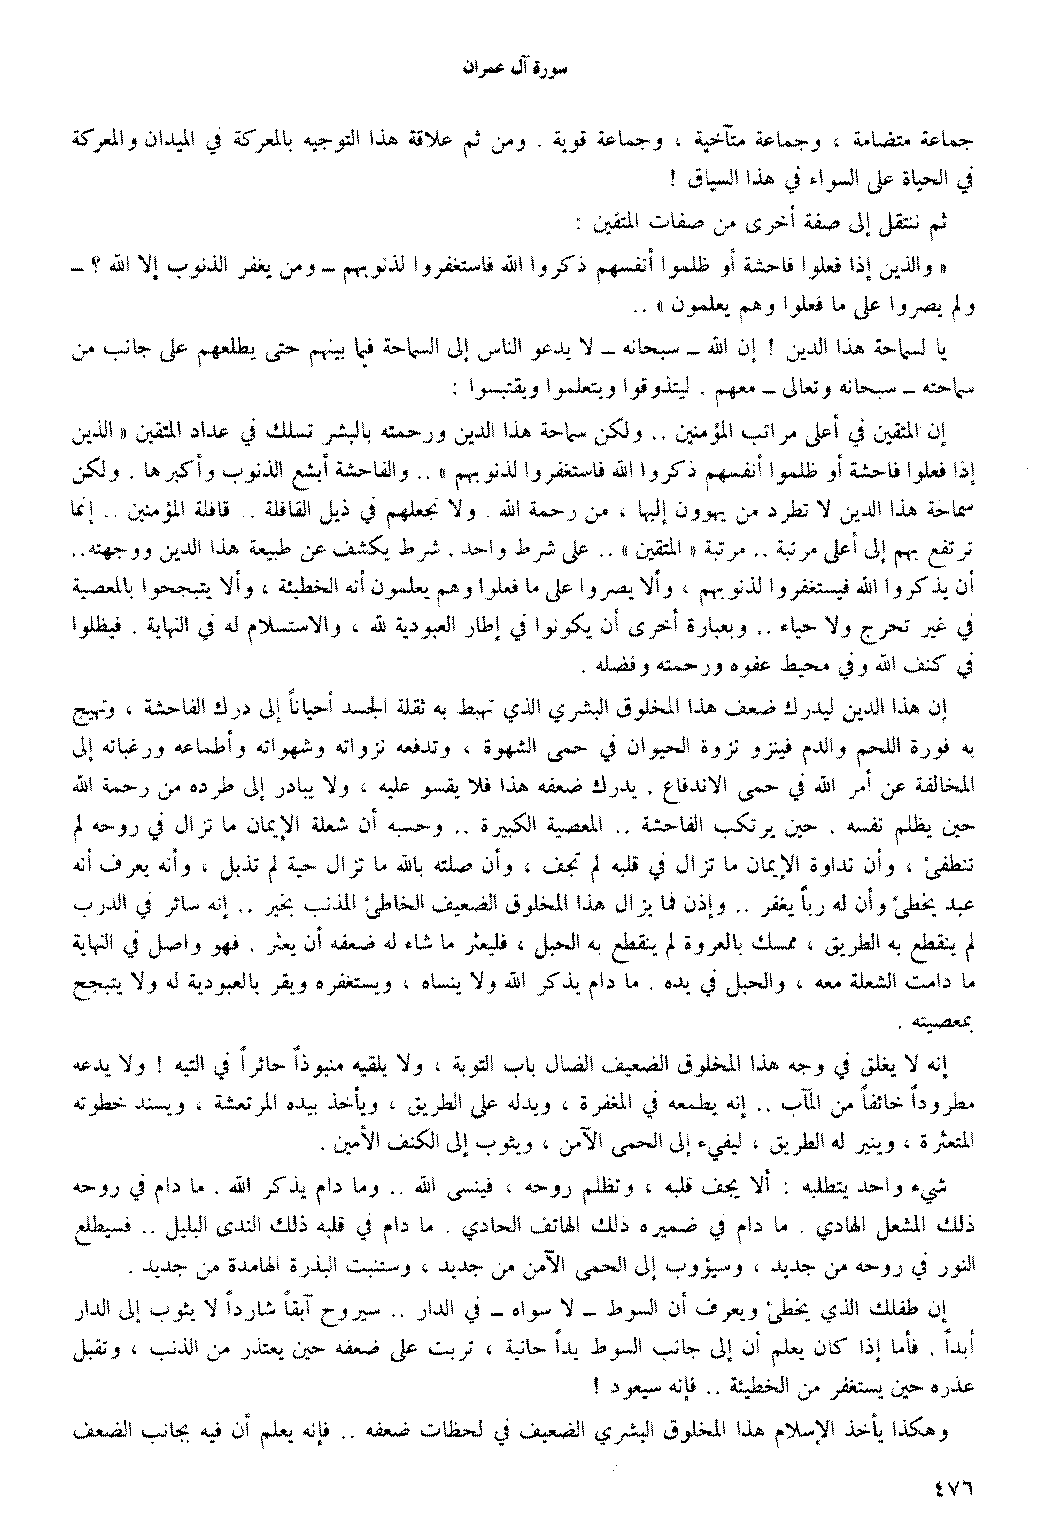 سورة آل عمران
جماعة متضامة ، وجماعة متآخية ، وجماعة قوية . ومن ثم علاقة هذا التوجيه بالمعركة في الميدان والمعركة
في الحياة على السواء في هذا السياق !
ثم ننتقل إلى صفة أخرى من صفات المتقين :
« والذين إذا فعلوا فاحشة أو ظلموا أنفسهم ذكروا الله فاستغفروا لذنوبهم – ومن يغفر الذنوب إلا الله ؟ –
ولم يصروا على ما فعلوا وهم يعلمون » ..
يا لسماحة هذا الدين ! إن الله – سبحانه – لا يدعو الناس إلى السماحة فيما بينهم حتى يطلعهم على جانب من
سماحته – سبحانه وتعالى – معهم . ليتذوقوا ويتعلموا ويقتبسوا :
إن المتقين في أعلى مراتب المؤمنين .. ولكن سماحة هذا الدين ورحمته بالبشر تسلك في عداد المتقين « الذين
إذا فعلوا فاحشة أو ظلموا أنفسهم ذكروا الله فاستغفروا لذنوبهم » .. والفاحشة أبشع الذنوب وأكبرها . ولكن
سماحة هذا الدين لا تطرد من يهوون إليها ، من رحمة الله . ولا تجعلهم في ذيل القافلة .. قافلة المؤمنين .. إنما
ترتفع بهم إلى أعلى مرتبة .. مرتبة « المتقين » .. على شرط واحد . شرط يكشف عن طبيعة هذا الدين ووجهته..
أن يذكروا الله فيستغفروا لذنوبهم ، وألا يصروا على ما فعلوا وهم يعلمون أنه الخطيئة ، وألا يتبجحوا بالمعصية
في غير تحرج ولا حياء .. وبعبارة أخرى أن يكونوا في إطار العبودية لله ، والاستسلام له في النهاية . فيظلوا
في كنف الله وفي محيط عفوه ورحمته وفضله .
إن هذا الدين ليدرك ضعف هذا المخلوق البشري الذي تهبط به ثقلة الجسد أحياناً إلى درك الفاحشة ، وتهيج
به فورة اللحم والدم فينزو نزوة الحيوان في حمى الشهوة ، وتدفعه نزواته وشهواته وأطماعه ورغباته إلى
المخالفة عن أمر الله في حمى الاندفاع . يدرك ضعفه هذا فلا يقسو عليه ، ولا يبادر إلى طرده من رحمة الله
حين يظلم نفسه . حين يرتكب الفاحشة .. المعصية الكبيرة .. وحسبه أن شعلة الإيمان ما تزال في روحه لم
تنطفئ ، وأن نداوة الإيمان ما تزال في قلبه لم تجف ، وأن صلته بالله ما تزال حية لم تذبل ، وأنه يعرف أنه
عبد يخطئ وأن له رباً يغفر .. وإذن فما يزال هذا المخلوق الضعيف الخاطئ المذنب بخير .. إنه سائر في الدرب
لم ينقطع به الطريق ، ممسك بالعروة لم ينقطع به الحبل ، فليعثر ما شاء له ضعفه أن يعثر . فهو واصل في النهاية
ما دامت الشعلة معه ، والحبل في يده . ما دام يذكر الله ولا ينساه ، ويستغفره ويقر بالعبودية له ولا يتبجح
بمعصيته .
إنه لا يغلق في وجه هذا المخلوق الضعيف الضال باب التوبة ، ولا يلقيه منبوذاً حائراً في التيه ! ولا يدعه
مطروداً خائفاً من المآب .. إنه يطمعه في المغفرة ، ويدله على الطريق ، ويأخذ بيده المرتعشة ، ويسند خطوته
المتعثرة ، وينير له الطريق ، ليفيء إلى الحمى الآمن ، ويثوب إلى الكنف الأمين .
شيء واحد يتطلبه : ألا يجف قلبه ، وتظلم روحه ، فينسى الله .. وما دام يذكر الله . ما دام في روحه
ذلك المشعل الهادي . ما دام في ضميره ذلك الهاتف الحادي . ما دام في قلبه ذلك الندى البليل .. فسيطلع
النور في روحه من جديد ، وسيؤوب إلى الحمى الآمن من جديد ، وستنبت البذرة الهامدة من جديد .
إن طفلك الذي يخطئ ويعرف أن السوط – لا سواه – في الدار .. سيروح آبقاً شارداً لا يثوب إلى الدار
أبداً . فأما إذا كان يعلم أن إلى جانب السوط يداً حانية ، تربت على ضعفه حين يعتذر من الذنب ، وتقبل
عذره حين يستغفر من الخطيئة .. فإنه سيعود !
وهكذا يأخذ الإسلام هذا المخلوق البشري الضعيف في لحظات ضعفه .. فإنه يعلم أن فيه بجانب الضعف
٤٧٦